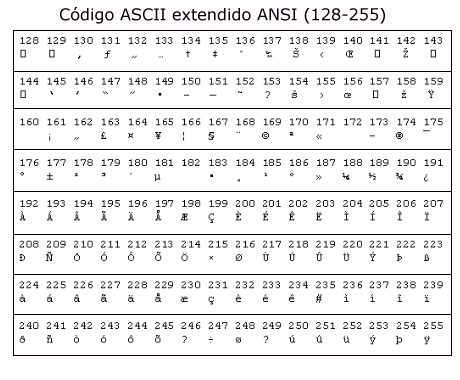 Código ASCII extendido ANSI (128-255)
128 129 130 131 132 133 134 135 136 137 138 139 140 141 142 143
□ □ ‚ ƒ „ … † ‡ ˆ ‰ Š ‹ Œ □ Ž □
144 145 146 147 148 149 150 151 152 153 154 155 156 157 158 159
□ ‘ ’ “ ” • – — ˜ ? š › œ □ ž Ÿ
160 161 162 163 164 165 166 167 168 169 170 171 172 173 174 175
¡ „ £ ¤ ¥ ¦ § ¨ © ª « – ® ¯
176 177 178 179 180 181 182 183 184 185 186 187 188 189 190 191
° ± ² ³ ´ µ ▪ ¸ ¹ º » ¼ ½ ¾ ¿
192 193 194 195 196 197 198 199 200 201 202 203 204 205 206 207
À Á Â Ã Ä Å Æ Ç È É Ê Ë Ì Í Î Ï
208 209 210 211 212 213 214 215 216 217 218 219 220 221 222 223
Ð Ñ Ò Ó Ô Õ Ö × Ø Ù Ú Û Ü Ý Þ ß
224 225 226 227 228 229 230 231 232 233 234 235 236 237 238 239
à á â ã ä å æ ç è é ê # ì í î ï
240 241 242 243 244 245 246 247 248 249 250 251 252 253 254 255
ð ñ ò ó ô õ ? ÷ ø ? ú û ü ý þ ÿ